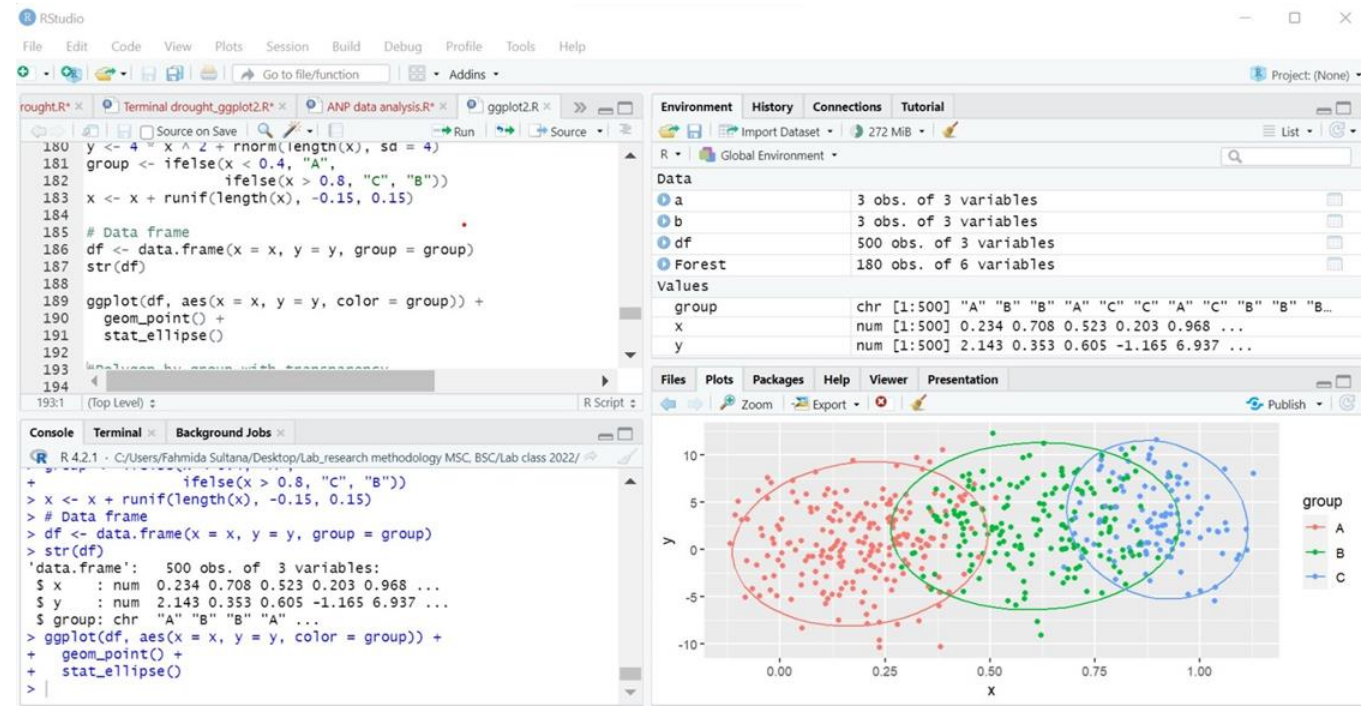 RStudio
File Edit Code View Plots Session Build Debug Profile Tools Help
Go to file/function Addins Project: (None)
rought.R* Terminal drought_ggplot2.R* ANP data analysis.R* ggplot2.R
Source on Save Run Source
180 y <- 4 * x ^ 2 + rnorm(length(x), sd = 4)
181 group <- ifelse(x < 0.4, "A",
182 ifelse(x > 0.8, "C", "B"))
183 x <- x + runif(length(x), -0.15, 0.15)
184
185 # Data frame
186 df <- data.frame(x = x, y = y, group = group)
187 str(df)
188
189 ggplot(df, aes(x = x, y = y, color = group)) +
190 geom_point() +
191 stat_ellipse()
192
193 #Polygon by group with transparency
194
193:1 (Top Level) R Script
Console Terminal Background Jobs
R 4.2.1 · C:/Users/Fahmida Sultana/Desktop/Lab_research methodology MSC, BSC/Lab class 2022/
+ ifelse(x > 0.8, "C", "B"))
> x <- x + runif(length(x), -0.15, 0.15)
> # Data frame
> df <- data.frame(x = x, y = y, group = group)
> str(df)
'data.frame': 500 obs. of 3 variables:
$ x : num 0.234 0.708 0.523 0.203 0.968 ...
$ y : num 2.143 0.353 0.605 -1.165 6.937 ...
$ group: chr "A" "B" "B" "A" ...
> ggplot(df, aes(x = x, y = y, color = group)) +
+ geom_point() +
+ stat_ellipse()
>
Environment History Connections Tutorial
Import Dataset 272 MiB List
R Global Environment
Data
a 3 obs. of 3 variables
b 3 obs. of 3 variables
df 500 obs. of 3 variables
Forest 180 obs. of 6 variables
Values
group chr [1:500] "A" "B" "B" "A" "C" "C" "A" "C" "B" "B" "B…
x num [1:500] 0.234 0.708 0.523 0.203 0.968 ...
y num [1:500] 2.143 0.353 0.605 -1.165 6.937 ...
Files Plots Packages Help Viewer Presentation
Zoom Export Publish
10
5
0
-5
-10
y
0.00 0.25 0.50 0.75 1.00
x
group
A
B
C